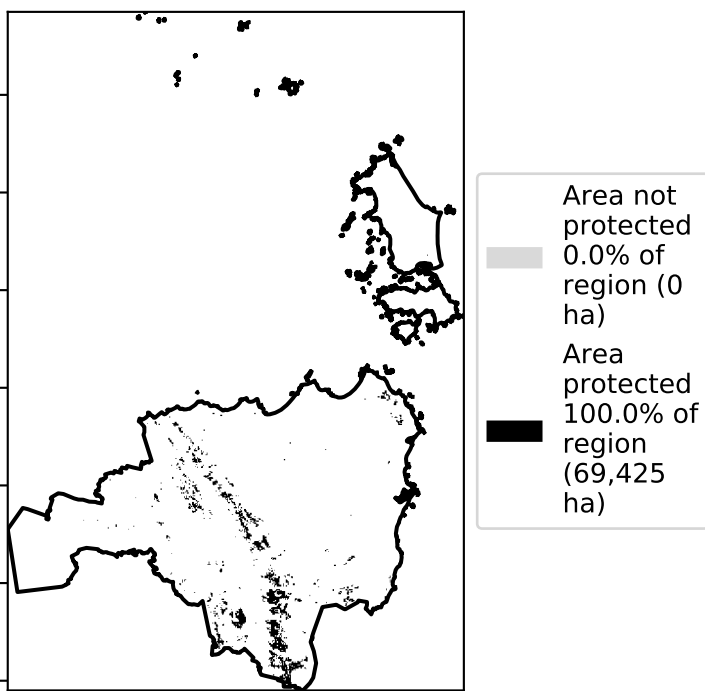 Area not
protected
0.0% of
region (0
ha)
Area
protected
100.0% of
region
(69,425
ha)